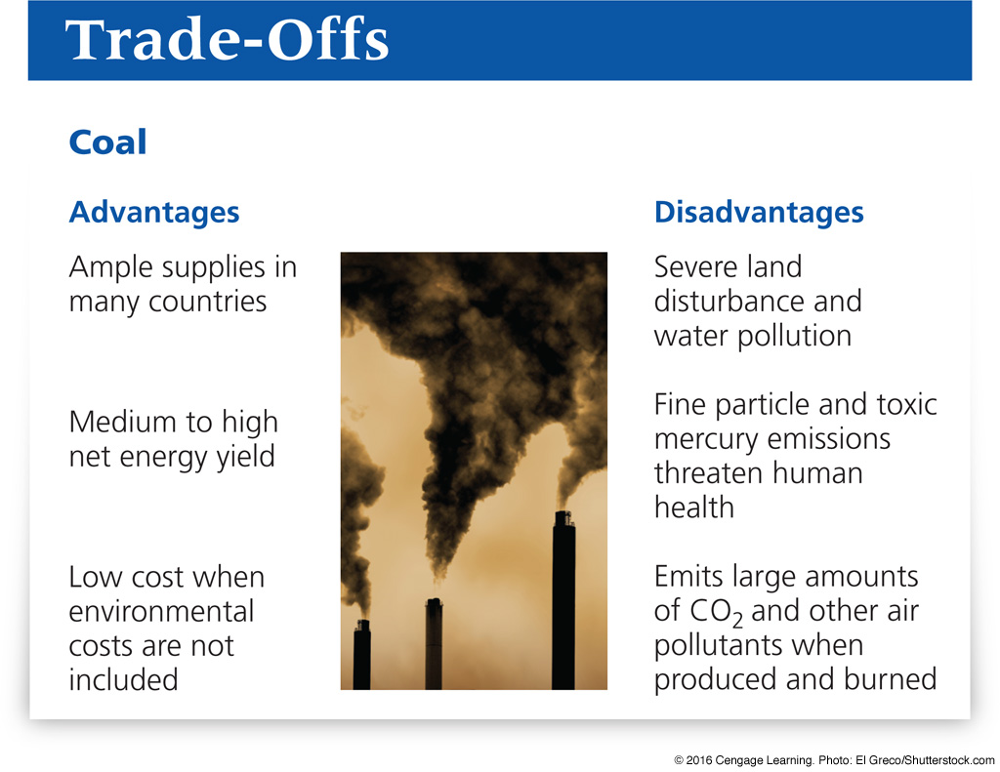 Trade-Offs
Coal
Advantages
Ample supplies in
many countries
Medium to high
net energy yield
Low cost when
environmental
costs are not
included
Disadvantages
Severe land
disturbance and
water pollution
Fine particle and toxic
mercury emissions
threaten human
health
Emits large amounts
of CO₂ and other air
pollutants when
produced and burned
© 2016 Cengage Learning. Photo: El Greco/Shutterstock.com